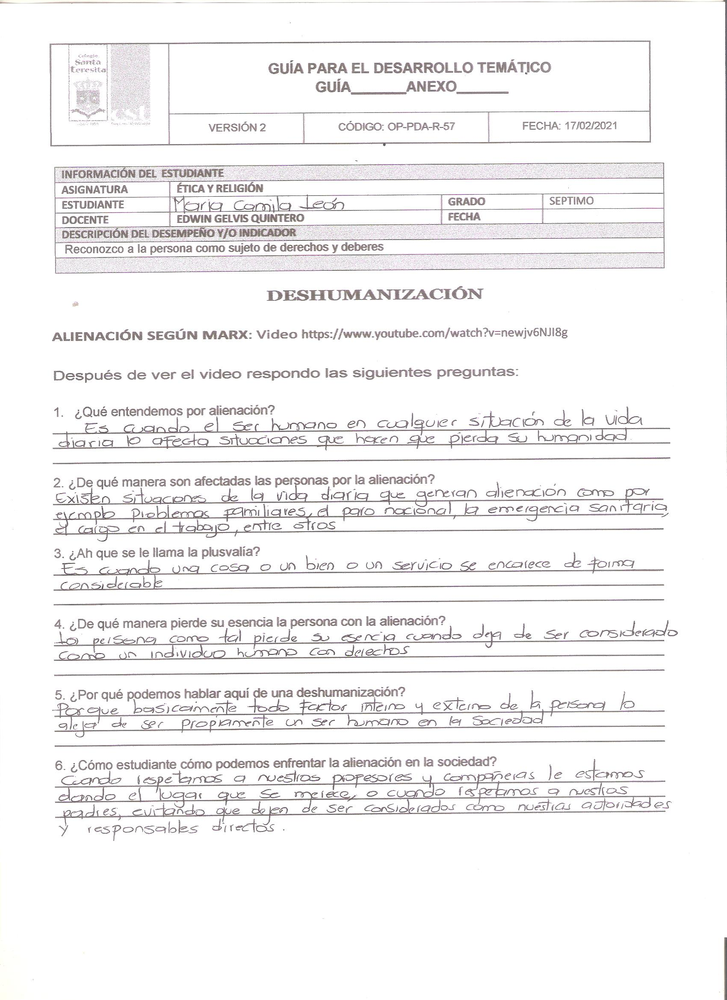 Colegio
Santa
Teresita
cst
GUÍA PARA EL DESARROLLO TEMÁTICO
GUÍA_______ANEXO_______
VERSIÓN 2
CÓDIGO: OP-PDA-R-57
FECHA: 17/02/2021
INFORMACIÓN DEL ESTUDIANTE
ASIGNATURA ÉTICA Y RELIGIÓN
ESTUDIANTE Maria Camila León GRADO SEPTIMO
DOCENTE EDWIN GELVIS QUINTERO FECHA
DESCRIPCIÓN DEL DESEMPEÑO Y/O INDICADOR
Reconozco a la persona como sujeto de derechos y deberes
DESHUMANIZACIÓN
ALIENACIÓN SEGÚN MARX: Video https://www.youtube.com/watch?v=newjv6NJI8g
Después de ver el video respondo las siguientes preguntas:
1. ¿Qué entendemos por alienación?
Es cuando el ser humano en cualquier situación de la vida
diaria lo afecta situaciones que hacen que pierda su humanidad.
2. ¿De qué manera son afectadas las personas por la alienación?
Existen situaciones de la vida diaria que generan alienación como por
ejemplo problemas familiares, el paro nacional, la emergencia sanitaria,
el cargo en el trabajo, entre otros
3. ¿Ah que se le llama la plusvalía?
Es cuando una cosa o un bien o un servicio se encarece de forma
considerable
4. ¿De qué manera pierde su esencia la persona con la alienación?
La persona como tal pierde su esencia cuando deja de ser considerado
como un individuo humano con derechos
5. ¿Por qué podemos hablar aquí de una deshumanización?
Porque basicamente todo factor interno y externo de la persona lo
aleja de ser propiamente un ser humano en la sociedad
6. ¿Cómo estudiante cómo podemos enfrentar la alienación en la sociedad?
Cuando respetamos a nuestros profesores y compañeras le estamos
dando el lugar que se merece, o cuando respetamos a nuestros
padres, evitando que dejen de ser considerados como nuestras autoridades
y responsables directos.